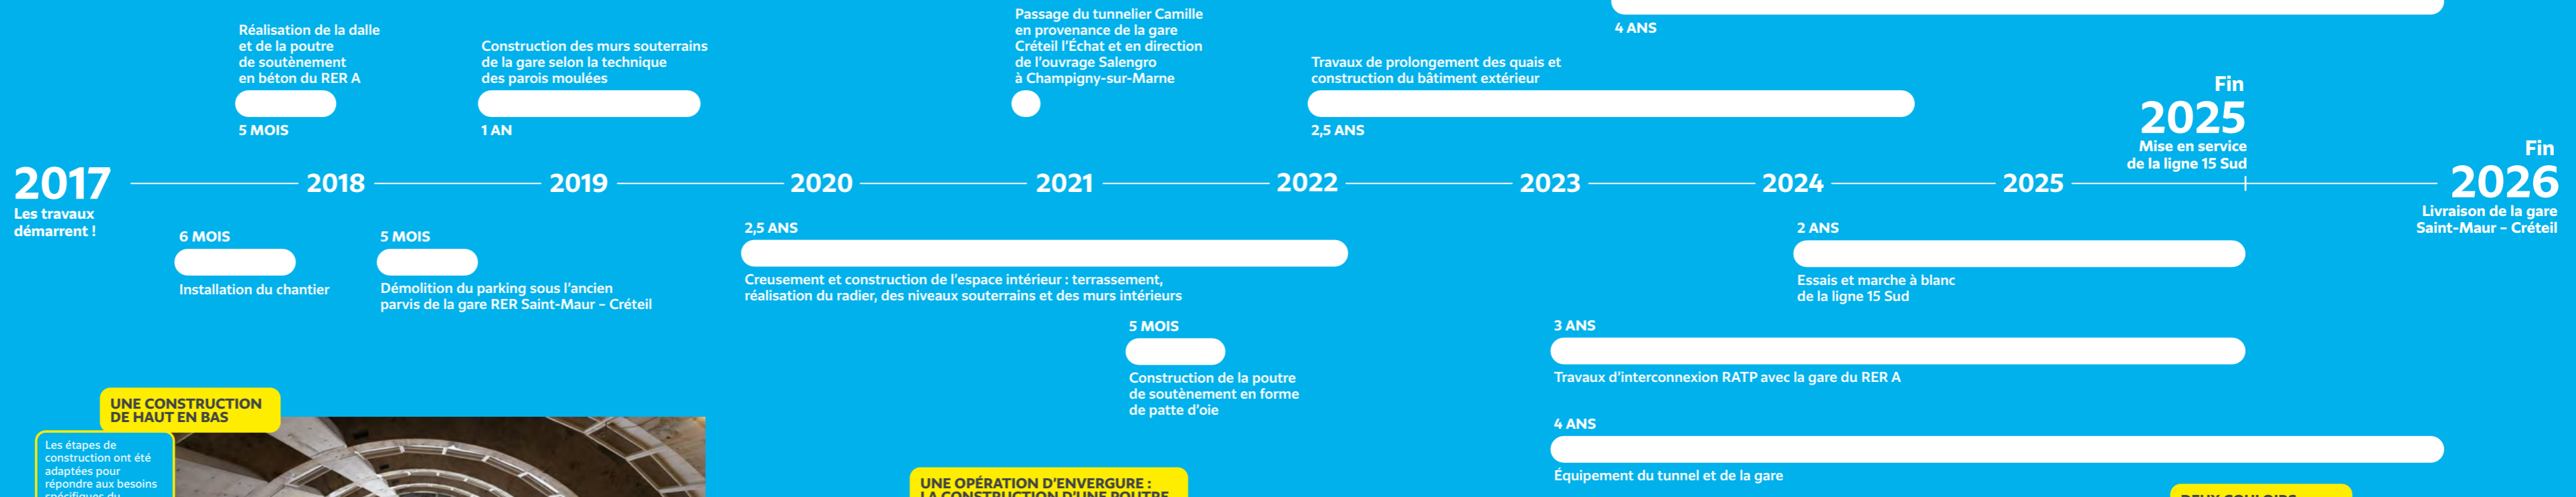 Réalisation de la dalle
et de la poutre
de soutènement
en béton du RER A
5 MOIS
Construction des murs souterrains
de la gare selon la technique
des parois moulées
1 AN
Passage du tunnelier Camille
en provenance de la gare
Créteil l'Échat et en direction
de l'ouvrage Salengro
à Champigny-sur-Marne
Travaux de prolongement des quais et
construction du bâtiment extérieur
2,5 ANS
4 ANS
Fin
2025
Mise en service
de la ligne 15 Sud
Fin
2026
Livraison de la gare
Saint-Maur – Créteil
2017
Les travaux
démarrent !
2018
2019
2020
2021
2022
2023
2024
2025
6 MOIS
Installation du chantier
5 MOIS
Démolition du parking sous l'ancien
parvis de la gare RER Saint-Maur – Créteil
2,5 ANS
Creusement et construction de l'espace intérieur : terrassement,
réalisation du radier, des niveaux souterrains et des murs intérieurs
5 MOIS
Construction de la poutre
de soutènement en forme
de patte d'oie
2 ANS
Essais et marche à blanc
de la ligne 15 Sud
3 ANS
Travaux d'interconnexion RATP avec la gare du RER A
4 ANS
Équipement du tunnel et de la gare
UNE CONSTRUCTION
DE HAUT EN BAS
Les étapes de
construction ont été
adaptées pour
répondre aux besoins
spécifiques du
UNE OPÉRATION D'ENVERGURE :
LA CONSTRUCTION D'UNE POUTRE
DEUX COULOIRS